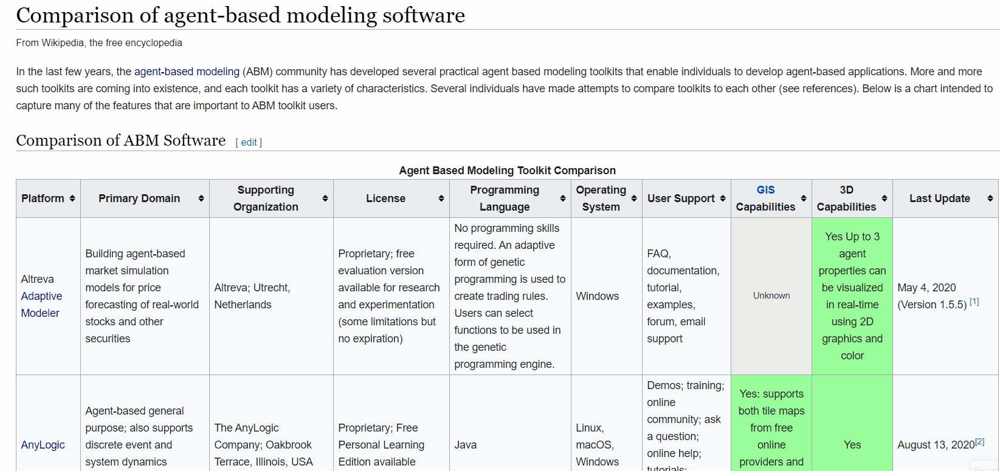 Comparison of agent-based modeling software
From Wikipedia, the free encyclopedia
In the last few years, the agent-based modeling (ABM) community has developed several practical agent based modeling toolkits that enable individuals to develop agent-based applications. More and more
such toolkits are coming into existence, and each toolkit has a variety of characteristics. Several individuals have made attempts to compare toolkits to each other (see references). Below is a chart intended to
capture many of the features that are important to ABM toolkit users.
Comparison of ABM Software [ edit ]
Agent Based Modeling Toolkit Comparison
Platform
Primary Domain
Supporting
Organization
License
Programming
Language
Operating
System
User Support
GIS
Capabilities
3D
Capabilities
Last Update
Altreva
Adaptive
Modeler
Building agent-based
market simulation
models for price
forecasting of real-world
stocks and other
securities
Altreva; Utrecht,
Netherlands
Proprietary; free
evaluation version
available for research
and experimentation
(some limitations but
no expiration)
No programming skills
required. An adaptive
form of genetic
programming is used to
create trading rules.
Users can select
functions to be used in
the genetic
programming engine.
Windows
FAQ,
documentation,
tutorial,
examples,
forum, email
support
Unknown
Yes Up to 3
agent
properties can
be visualized
in real-time
using 2D
graphics and
color
May 4, 2020
(Version 1.5.5) [1]
AnyLogic
Agent-based general
purpose; also supports
discrete event and
system dynamics
The AnyLogic
Company; Oakbrook
Terrace, Illinois, USA
Proprietary; Free
Personal Learning
Edition available
Java
Linux,
macOS,
Windows
Demos; training;
online
community; ask
a question;
online help;
tutorials;
Yes: supports
both tile maps
from free
online
providers and
Yes
August 13, 2020[2]